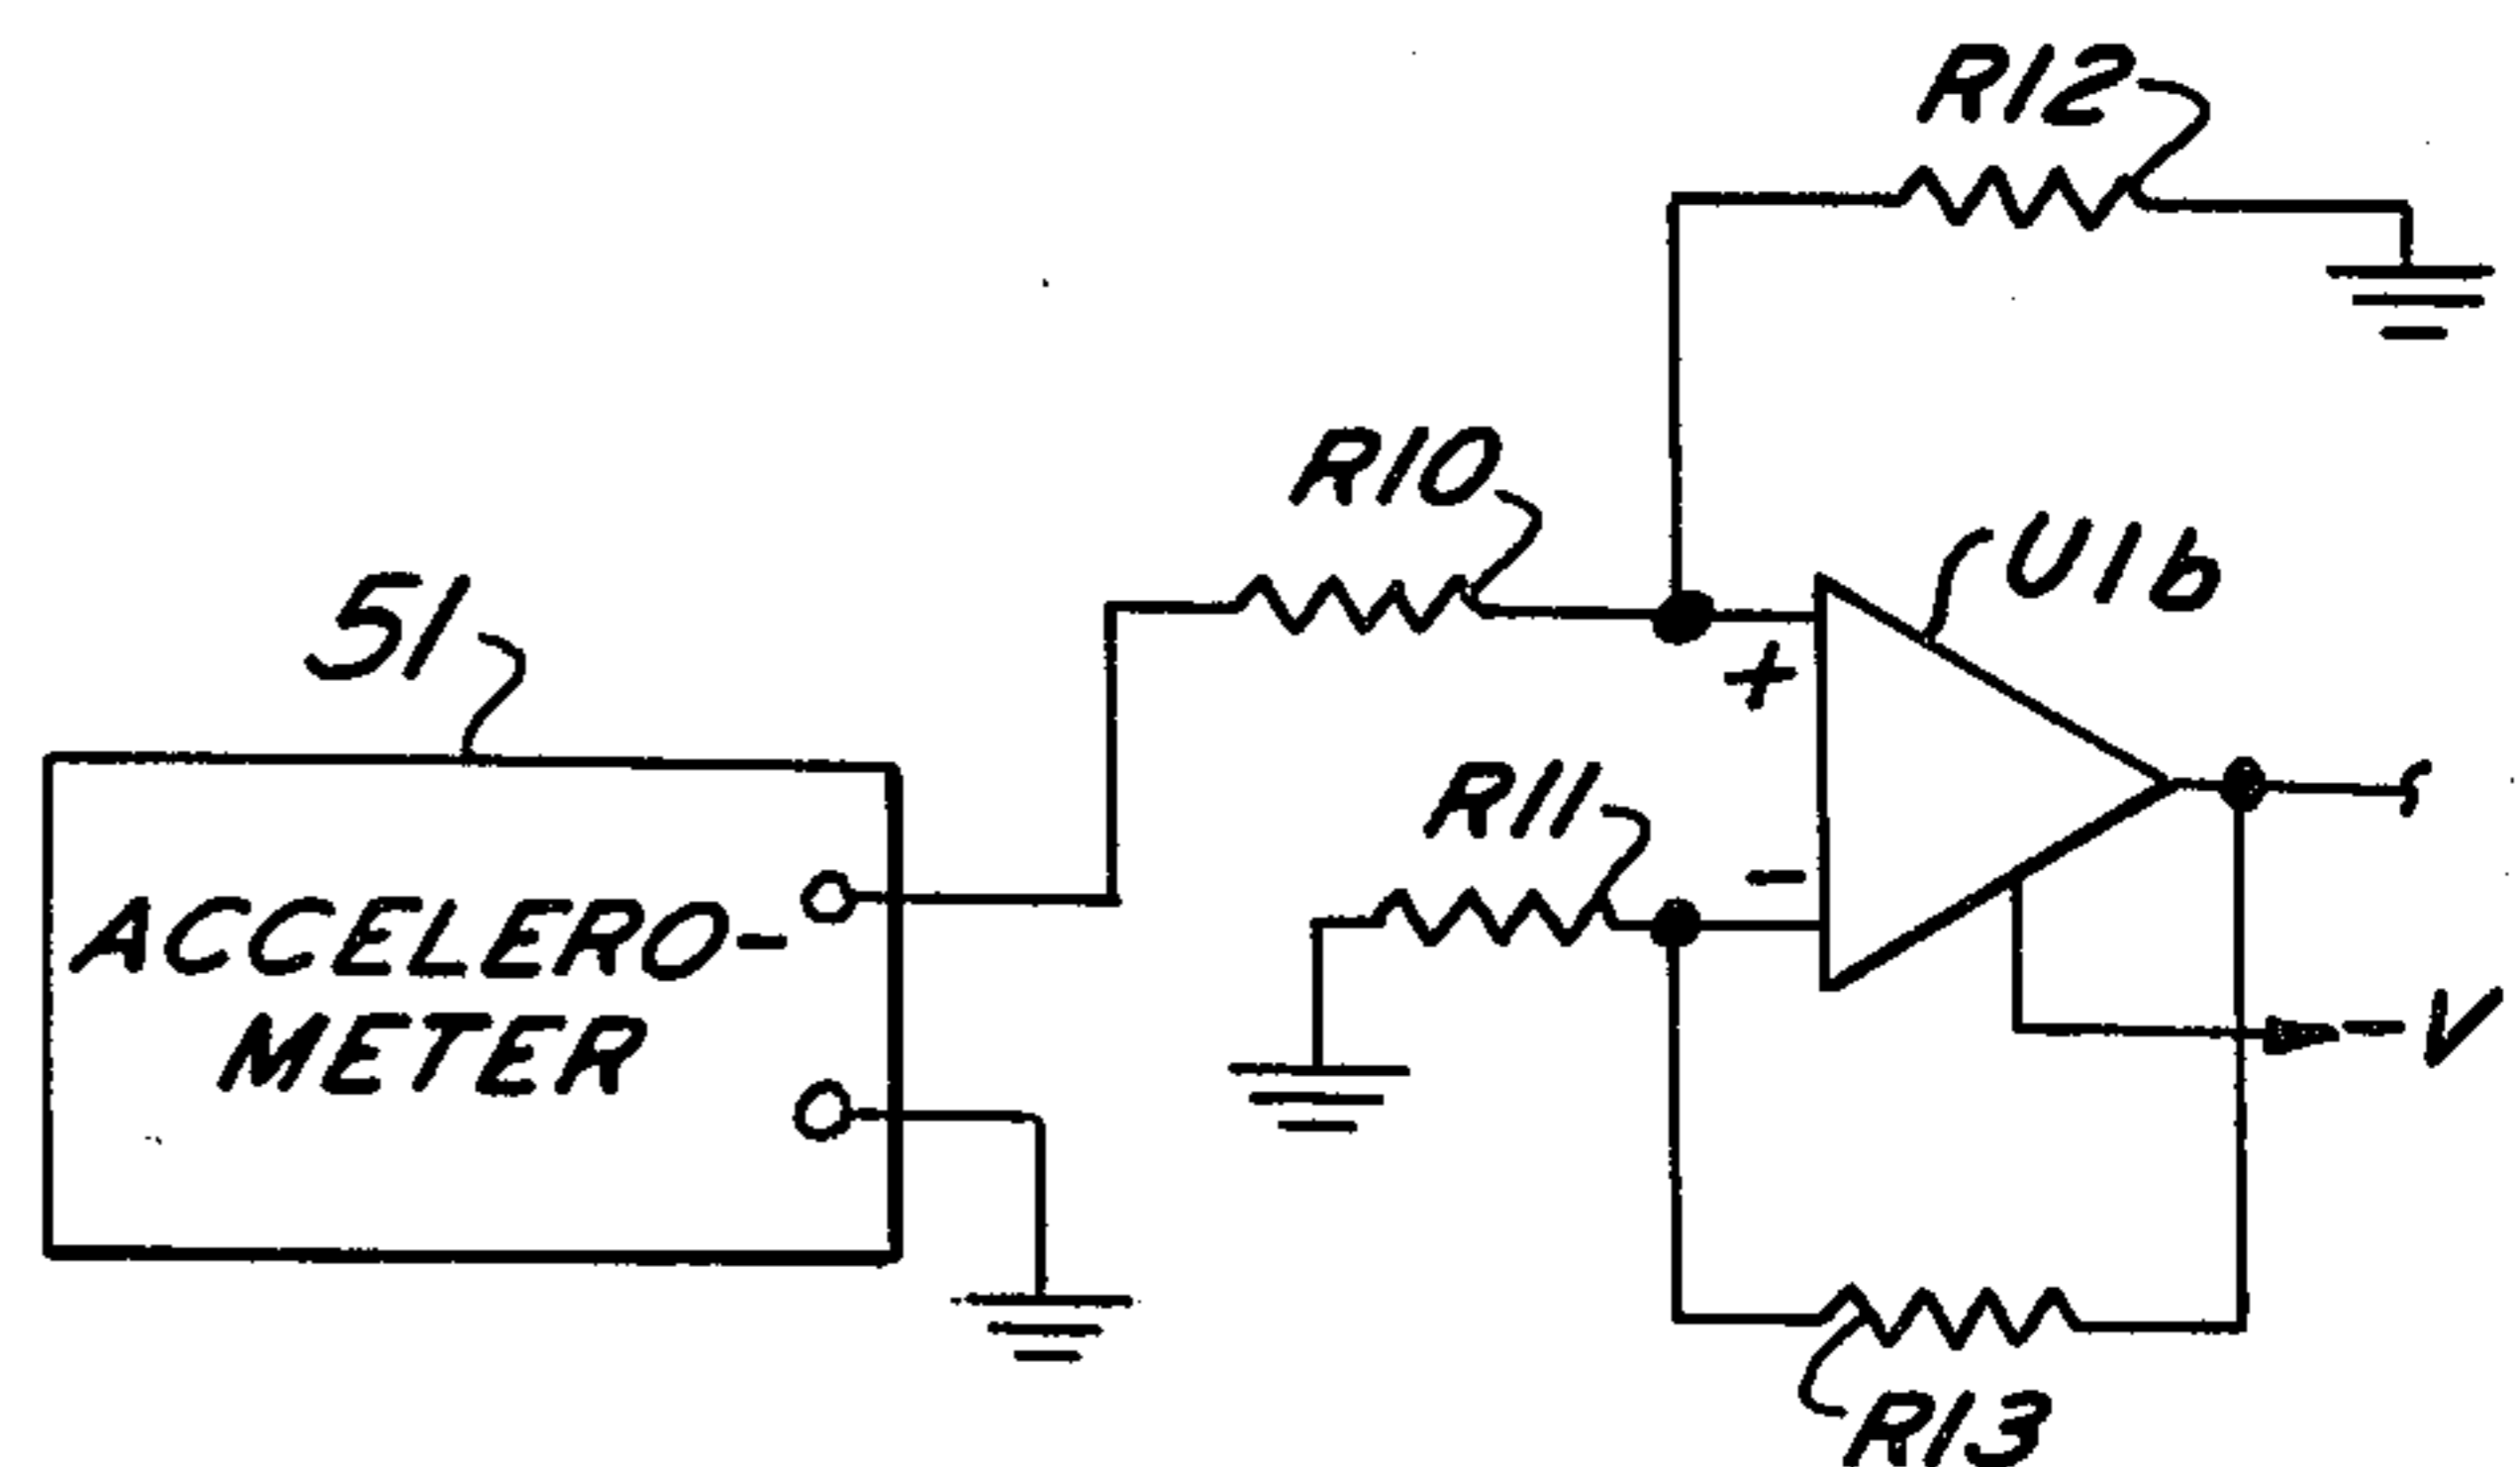 R12
R10
U1b
51
+
R11
-
ACCELERO-
METER
-V
R13